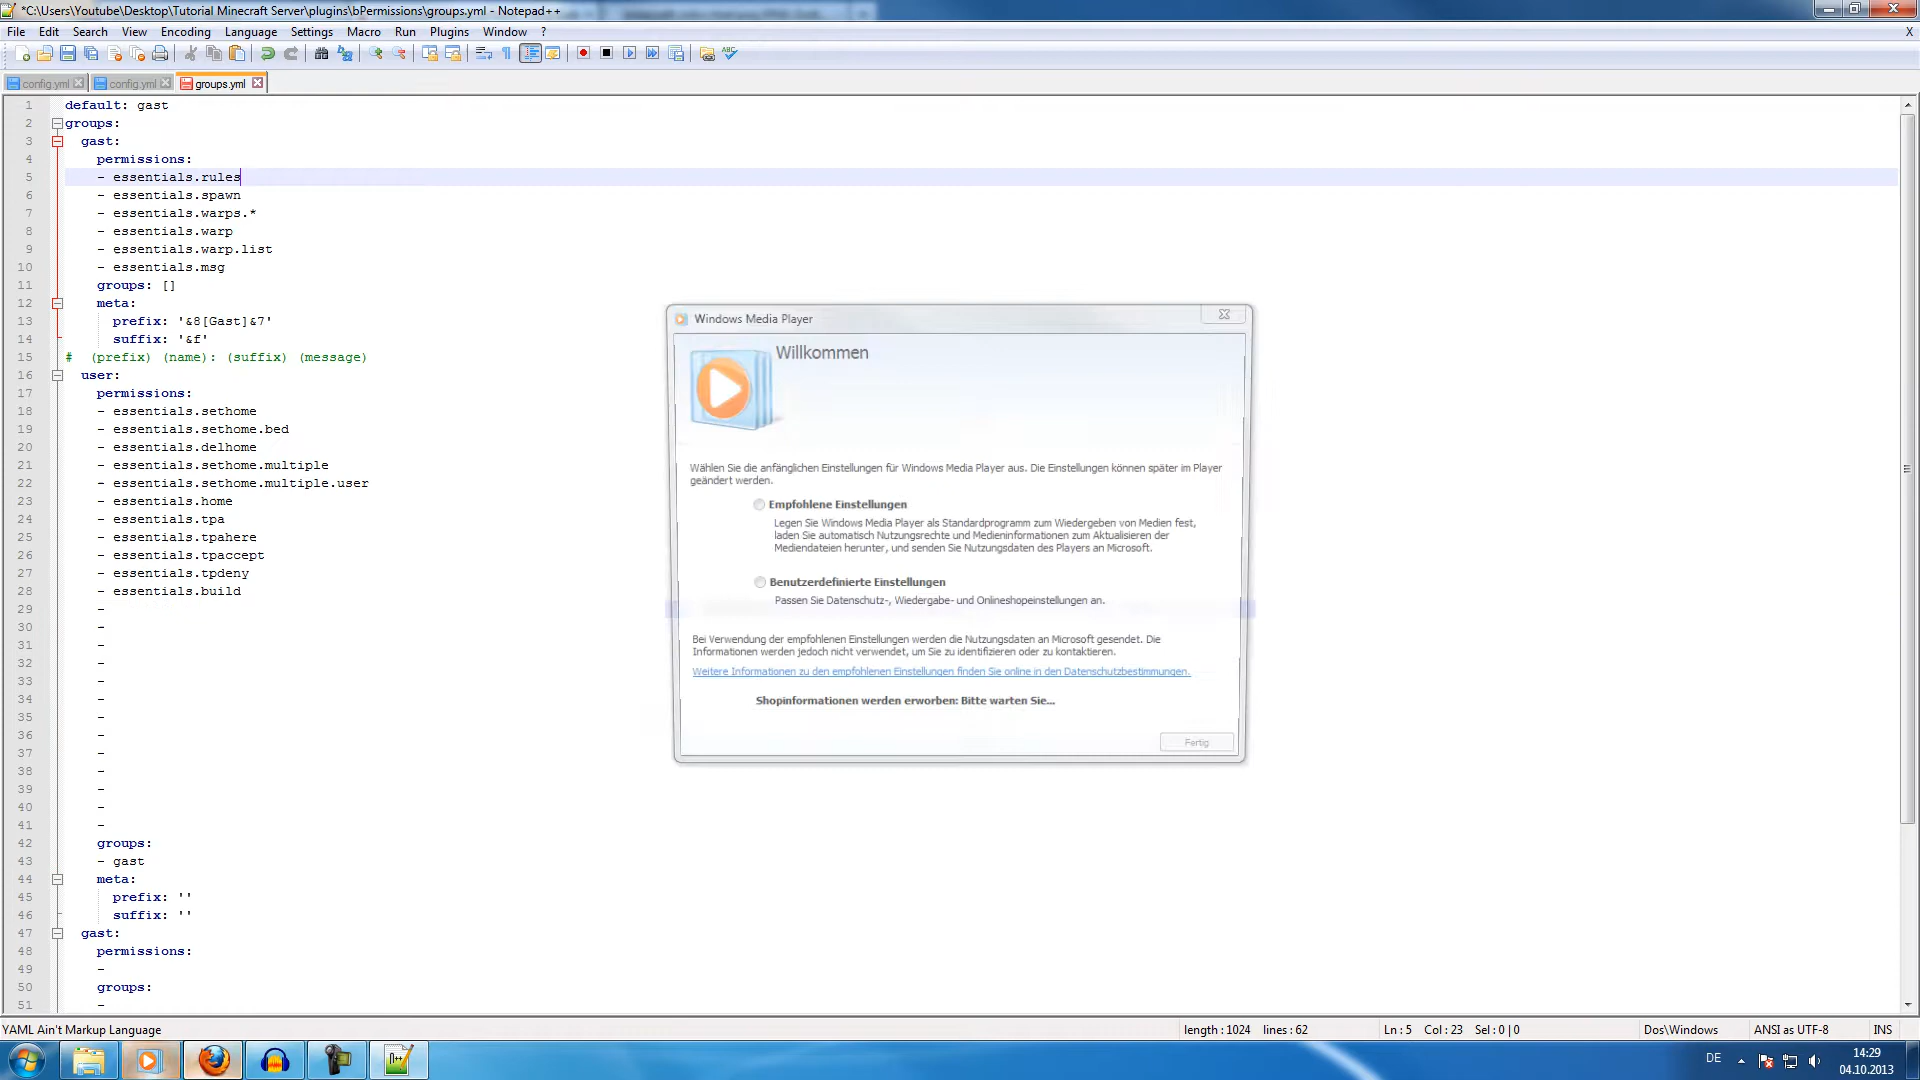 *C:\Users\Youtube\Desktop\Tutorial Minecraft Server\plugins\bPermissions\groups.yml - Notepad++
File Edit Search View Encoding Language Settings Macro Run Plugins Window ?
X
config.yml config.yml groups.yml
1 default: gast
2 groups:
3 gast:
4 permissions:
5 - essentials.rules
6 - essentials.spawn
7 - essentials.warps.*
8 - essentials.warp
9 - essentials.warp.list
10 - essentials.msg
11 groups: []
12 meta:
13 prefix: '&8[Gast]&7'
14 suffix: '&f'
15 # (prefix) (name): (suffix) (message)
16 user:
17 permissions:
18 - essentials.sethome
19 - essentials.sethome.bed
20 - essentials.delhome
21 - essentials.sethome.multiple
22 - essentials.sethome.multiple.user
23 - essentials.home
24 - essentials.tpa
25 - essentials.tpahere
26 - essentials.tpaccept
27 - essentials.tpdeny
28 - essentials.build
29 -
30 -
31 -
32 -
33 -
34 -
35 -
36 -
37 -
38 -
39 -
40 -
41 -
42 groups:
43 - gast
44 meta:
45 prefix: ''
46 suffix: ''
47 gast:
48 permissions:
49 -
50 groups:
51 -
Windows Media Player
Willkommen
Wählen Sie die anfänglichen Einstellungen für Windows Media Player aus. Die Einstellungen können später im Player
geändert werden.
Empfohlene Einstellungen
Legen Sie Windows Media Player als Standardprogramm zum Wiedergeben von Medien fest,
laden Sie automatisch Nutzungsrechte und Medieninformationen zum Aktualisieren der
Mediendateien herunter, und senden Sie Nutzungsdaten des Players an Microsoft.
Benutzerdefinierte Einstellungen
Passen Sie Datenschutz-, Wiedergabe- und Onlineshopeinstellungen an.
Bei Verwendung der empfohlenen Einstellungen werden die Nutzungsdaten an Microsoft gesendet. Die
Informationen werden jedoch nicht verwendet, um Sie zu identifizieren oder zu kontaktieren.
Weitere Informationen zu den empfohlenen Einstellungen finden Sie online in den Datenschutzbestimmungen.
Shopinformationen werden erworben: Bitte warten Sie...
Fertig
YAML Ain't Markup Language length : 1024 lines : 62 Ln : 5 Col : 23 Sel : 0 | 0 Dos\Windows ANSI as UTF-8 INS
DE
14:29
04.10.2013